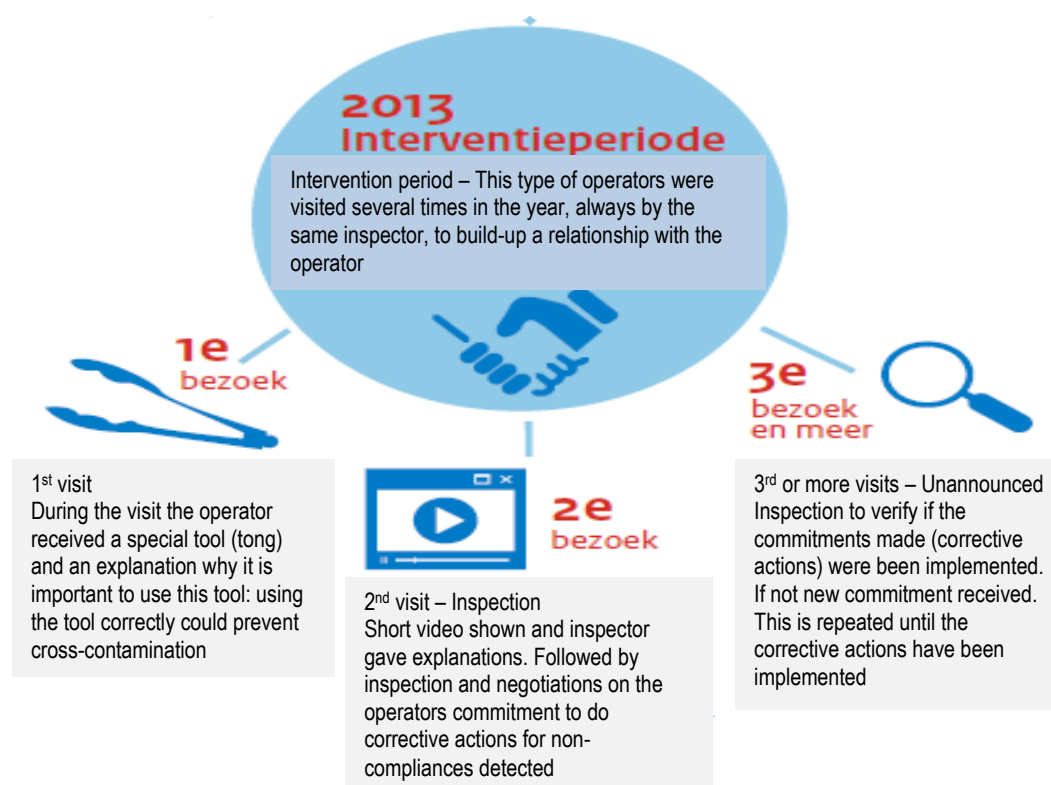 2013
Interventieperiode
Intervention period – This type of operators were
visited several times in the year, always by the
same inspector, to build-up a relationship with the
operator
1e
bezoek
1st visit
During the visit the operator
received a special tool (tong)
and an explanation why it is
important to use this tool: using
the tool correctly could prevent
cross-contamination
2e
bezoek
2nd visit – Inspection
Short video shown and inspector
gave explanations. Followed by
inspection and negotiations on the
operators commitment to do
corrective actions for non-
compliances detected
3e
bezoek
en meer
3rd or more visits – Unannounced
Inspection to verify if the
commitments made (corrective
actions) were been implemented.
If not new commitment received.
This is repeated until the
corrective actions have been
implemented